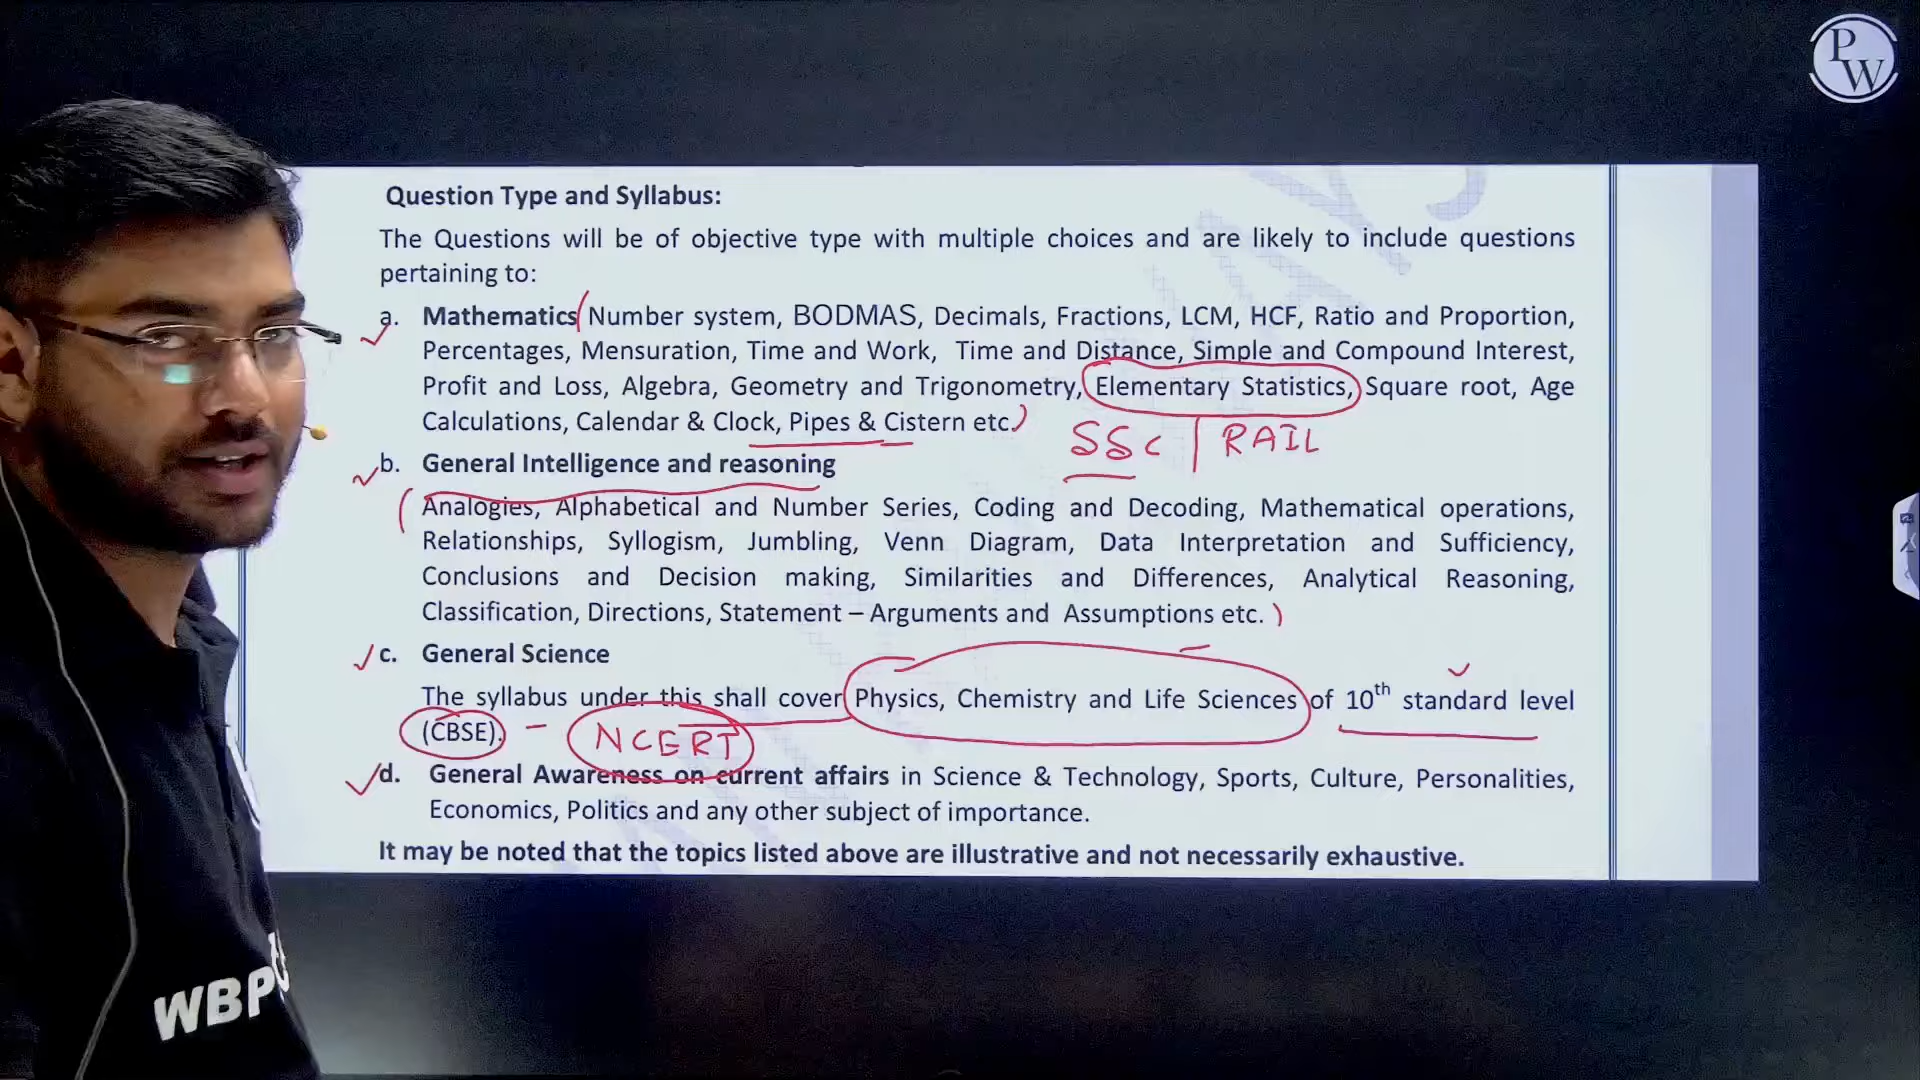 P
W
Question Type and Syllabus:
The Questions will be of objective type with multiple choices and are likely to include questions
pertaining to:
a. Mathematics (Number system, BODMAS, Decimals, Fractions, LCM, HCF, Ratio and Proportion,
Percentages, Mensuration, Time and Work, Time and Distance, Simple and Compound Interest,
Profit and Loss, Algebra, Geometry and Trigonometry, Elementary Statistics, Square root, Age
Calculations, Calendar & Clock, Pipes & Cistern etc.)
SSC | RAIL
b. General Intelligence and reasoning
(Analogies, Alphabetical and Number Series, Coding and Decoding, Mathematical operations,
Relationships, Syllogism, Jumbling, Venn Diagram, Data Interpretation and Sufficiency,
Conclusions and Decision making, Similarities and Differences, Analytical Reasoning,
Classification, Directions, Statement – Arguments and Assumptions etc. )
c. General Science
The syllabus under this shall cover Physics, Chemistry and Life Sciences of 10th standard level
(CBSE). - NCERT
d. General Awareness on current affairs in Science & Technology, Sports, Culture, Personalities,
Economics, Politics and any other subject of importance.
It may be noted that the topics listed above are illustrative and not necessarily exhaustive.
WBP